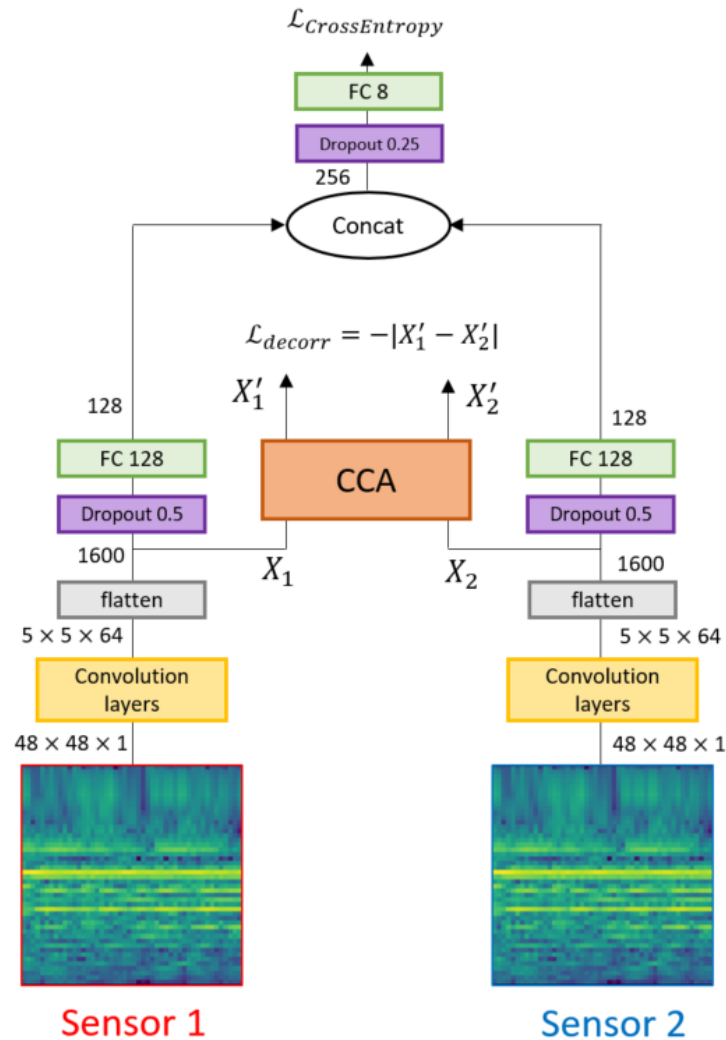 ℒ_CrossEntropy
FC 8
Dropout 0.25
256
Concat
ℒ_decorr = −|X′₁ − X′₂|
X′₁
X′₂
128
128
FC 128
CCA
FC 128
Dropout 0.5
Dropout 0.5
1600
X₁
X₂
1600
flatten
flatten
5 × 5 × 64
5 × 5 × 64
Convolution
layers
Convolution
layers
48 × 48 × 1
48 × 48 × 1
Sensor 1
Sensor 2